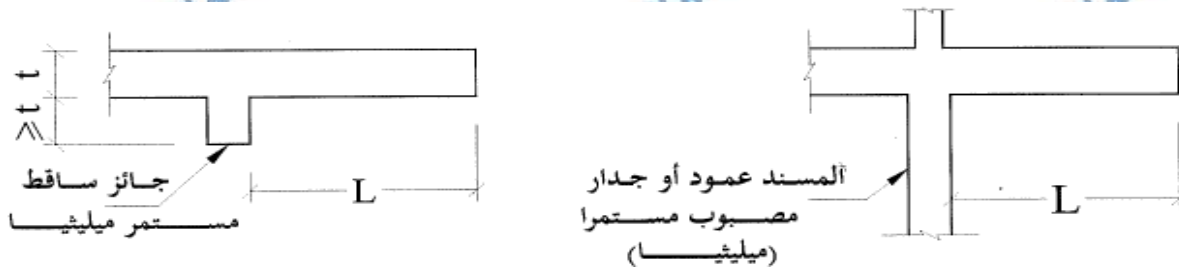 t
≥t
جائز ساقط
مستمر ميليثيا
L
المسند عمود أو جدار
مصبوب مستمرا
(ميليثيا)
L